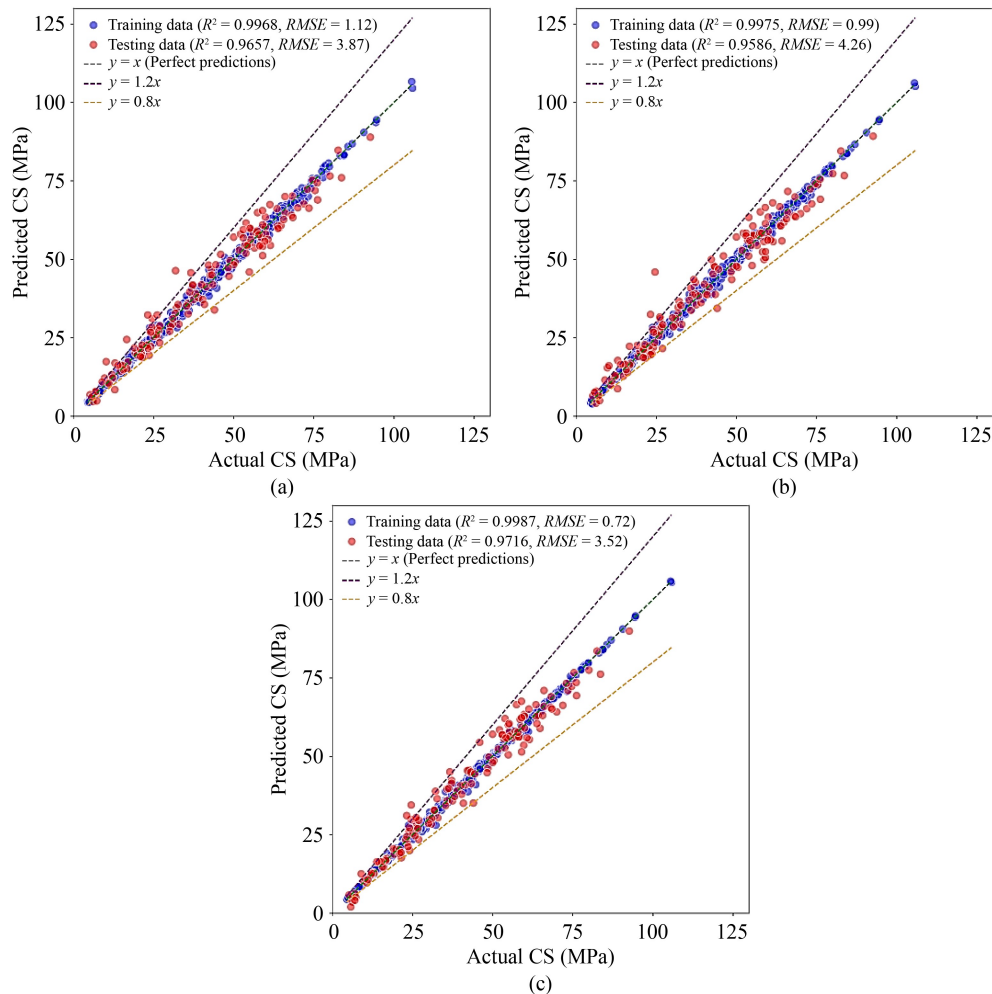 125
100
75
50
25
0
Predicted CS (MPa)
Training data (R² = 0.9968, RMSE = 1.12)
Testing data (R² = 0.9657, RMSE = 3.87)
y = x (Perfect predictions)
y = 1.2x
y = 0.8x
0 25 50 75 100 125
Actual CS (MPa)
(a)
125
100
75
50
25
0
Predicted CS (MPa)
Training data (R² = 0.9975, RMSE = 0.99)
Testing data (R² = 0.9586, RMSE = 4.26)
y = x (Perfect predictions)
y = 1.2x
y = 0.8x
0 25 50 75 100 125
Actual CS (MPa)
(b)
125
100
75
50
25
0
Predicted CS (MPa)
Training data (R² = 0.9987, RMSE = 0.72)
Testing data (R² = 0.9716, RMSE = 3.52)
y = x (Perfect predictions)
y = 1.2x
y = 0.8x
0 25 50 75 100 125
Actual CS (MPa)
(c)